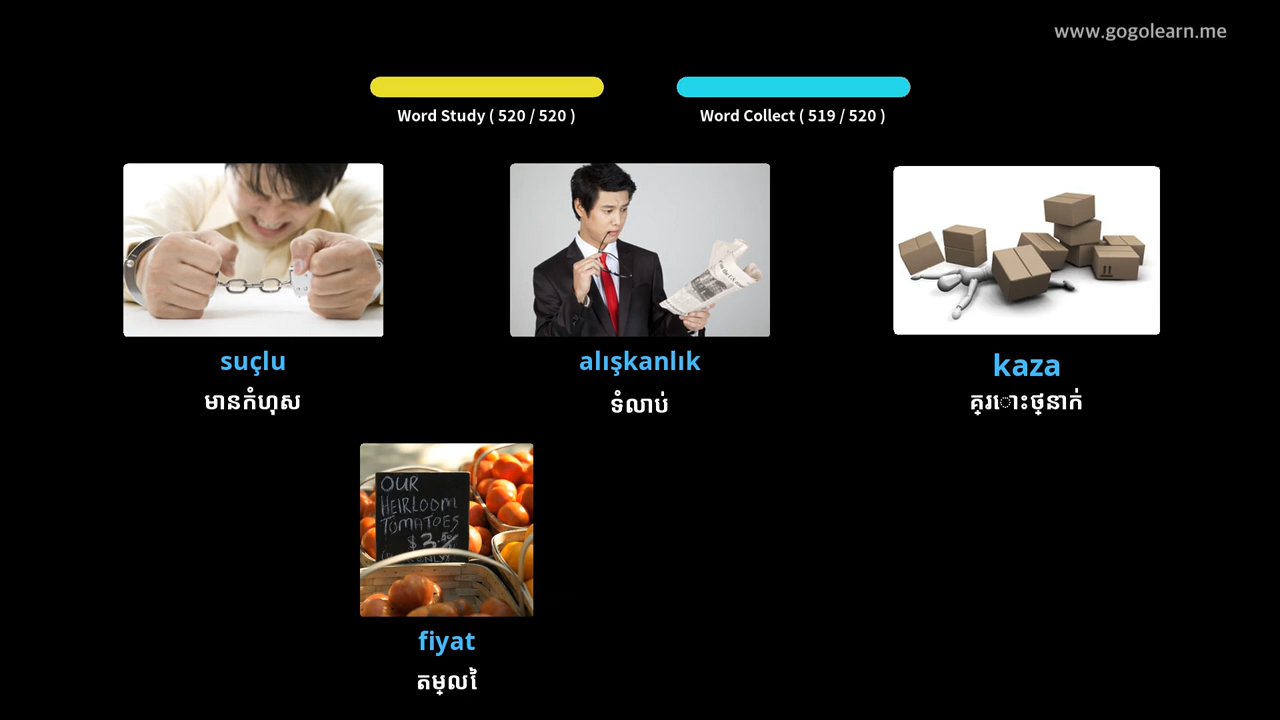 www.gogolearn.me
Word Study ( 520 / 520 )
Word Collect ( 519 / 520 )
suçlu
alışkanlık
kaza
មានកំហុស
ទំលាប់
គ្រោះថ្នាក់
OUR
HEIRLOOM
TOMATOES
fiyat
តម្លៃ